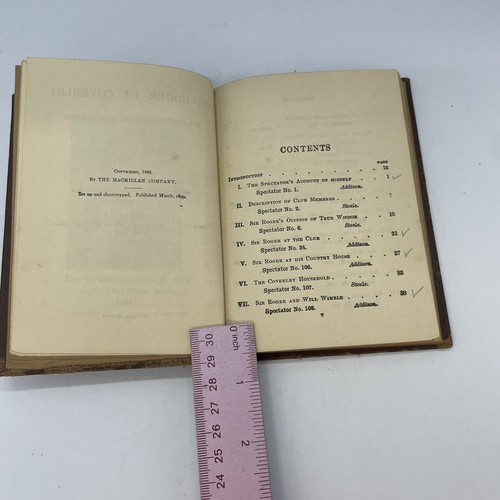 Copyright, 1899,
By THE MACMILLAN COMPANY.
Set up and electrotyped. Published March, 1899.
CONTENTS
PAGE
Introduction . . . . . . . . . ix
I. The Spectator's Account of Himself . . 1
Spectator No. 1. Addison.
II. Description of Club Members . . . 7
Spectator No. 2. Steele.
III. Sir Roger's Opinion of True Wisdom . . 16
Spectator No. 6. Steele.
IV. Sir Roger at the Club . . . . 21
Spectator No. 34. Addison.
V. Sir Roger at his Country House . . . 27
Spectator No. 106. Addison.
VI. The Coverley Household . . . . 33
Spectator No. 107. Steele.
VII. Sir Roger and Will Wimble . . . . 38
Spectator No. 108. Addison.
v
0 inch
1
2
30
29
28
27
26
25
24